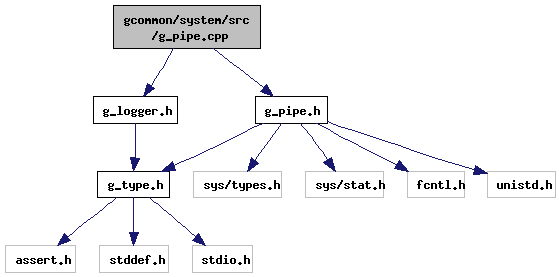 gcommon/system/src
/g_pipe.cpp
g_logger.h
g_pipe.h
g_type.h
sys/types.h
sys/stat.h
fcntl.h
unistd.h
assert.h
stddef.h
stdio.h